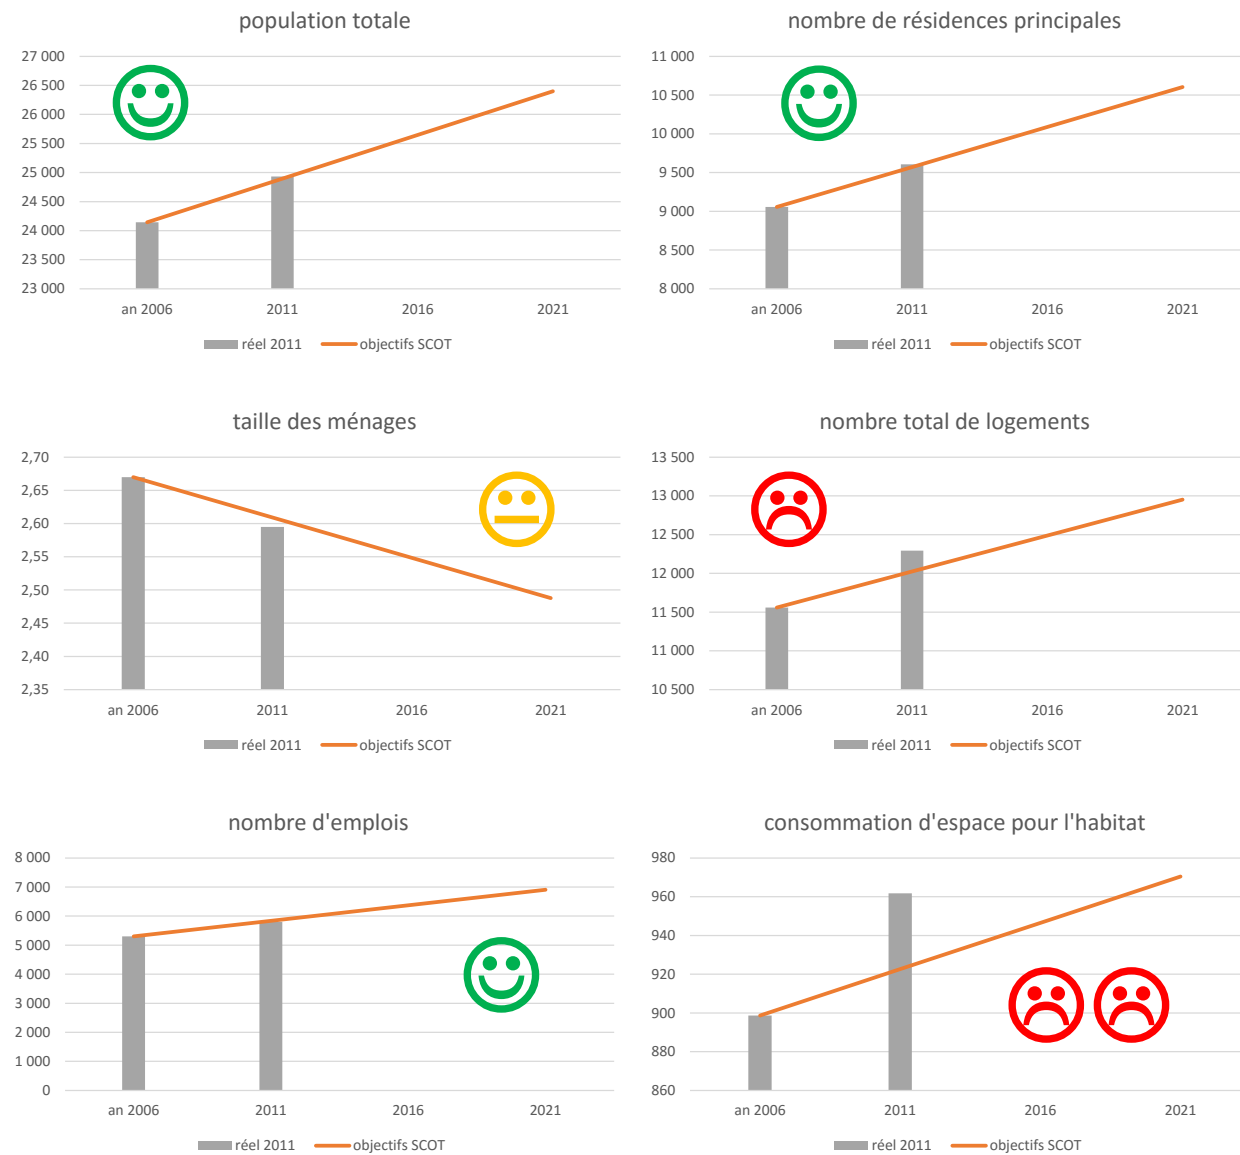 population totale
27 000
26 500
26 000
25 500
25 000
24 500
24 000
23 500
23 000
an 2006 2011 2016 2021
réel 2011 objectifs SCOT
nombre de résidences principales
11 000
10 500
10 000
9 500
9 000
8 500
8 000
an 2006 2011 2016 2021
réel 2011 objectifs SCOT
taille des ménages
2,70
2,65
2,60
2,55
2,50
2,45
2,40
2,35
an 2006 2011 2016 2021
réel 2011 objectifs SCOT
nombre total de logements
13 500
13 000
12 500
12 000
11 500
11 000
10 500
an 2006 2011 2016 2021
réel 2011 objectifs SCOT
nombre d'emplois
8 000
7 000
6 000
5 000
4 000
3 000
2 000
1 000
0
an 2006 2011 2016 2021
réel 2011 objectifs SCOT
consommation d'espace pour l'habitat
980
960
940
920
900
880
860
an 2006 2011 2016 2021
réel 2011 objectifs SCOT